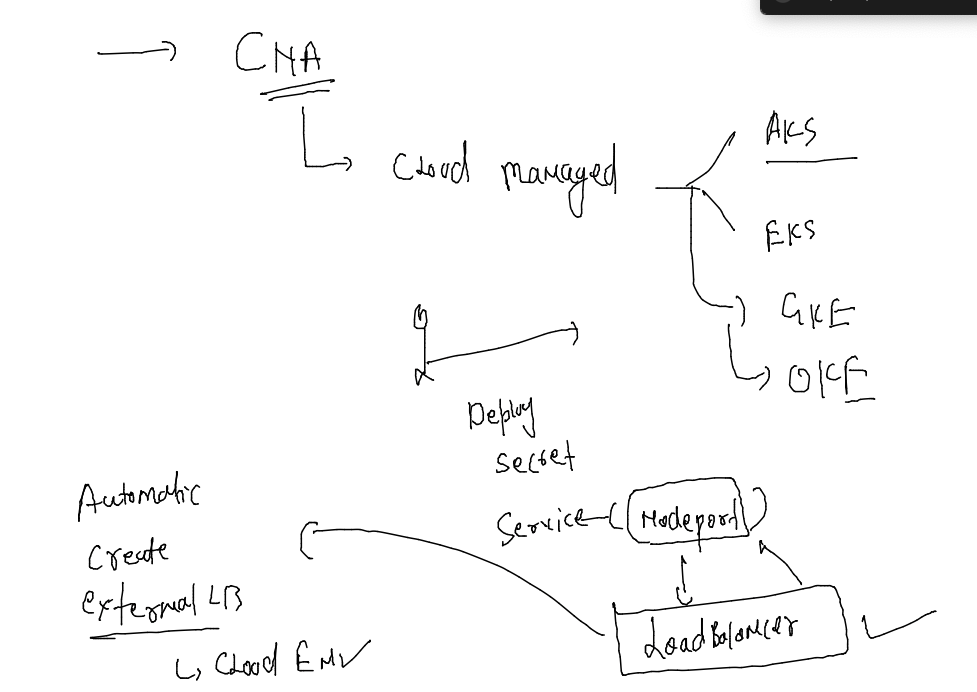 CNA
Cloud managed
AKS
EKS
GKE
OKE
Deploy
secret
Service
Nodeport
LoadBalancer
Automatic
Create
external LB
Cloud Env